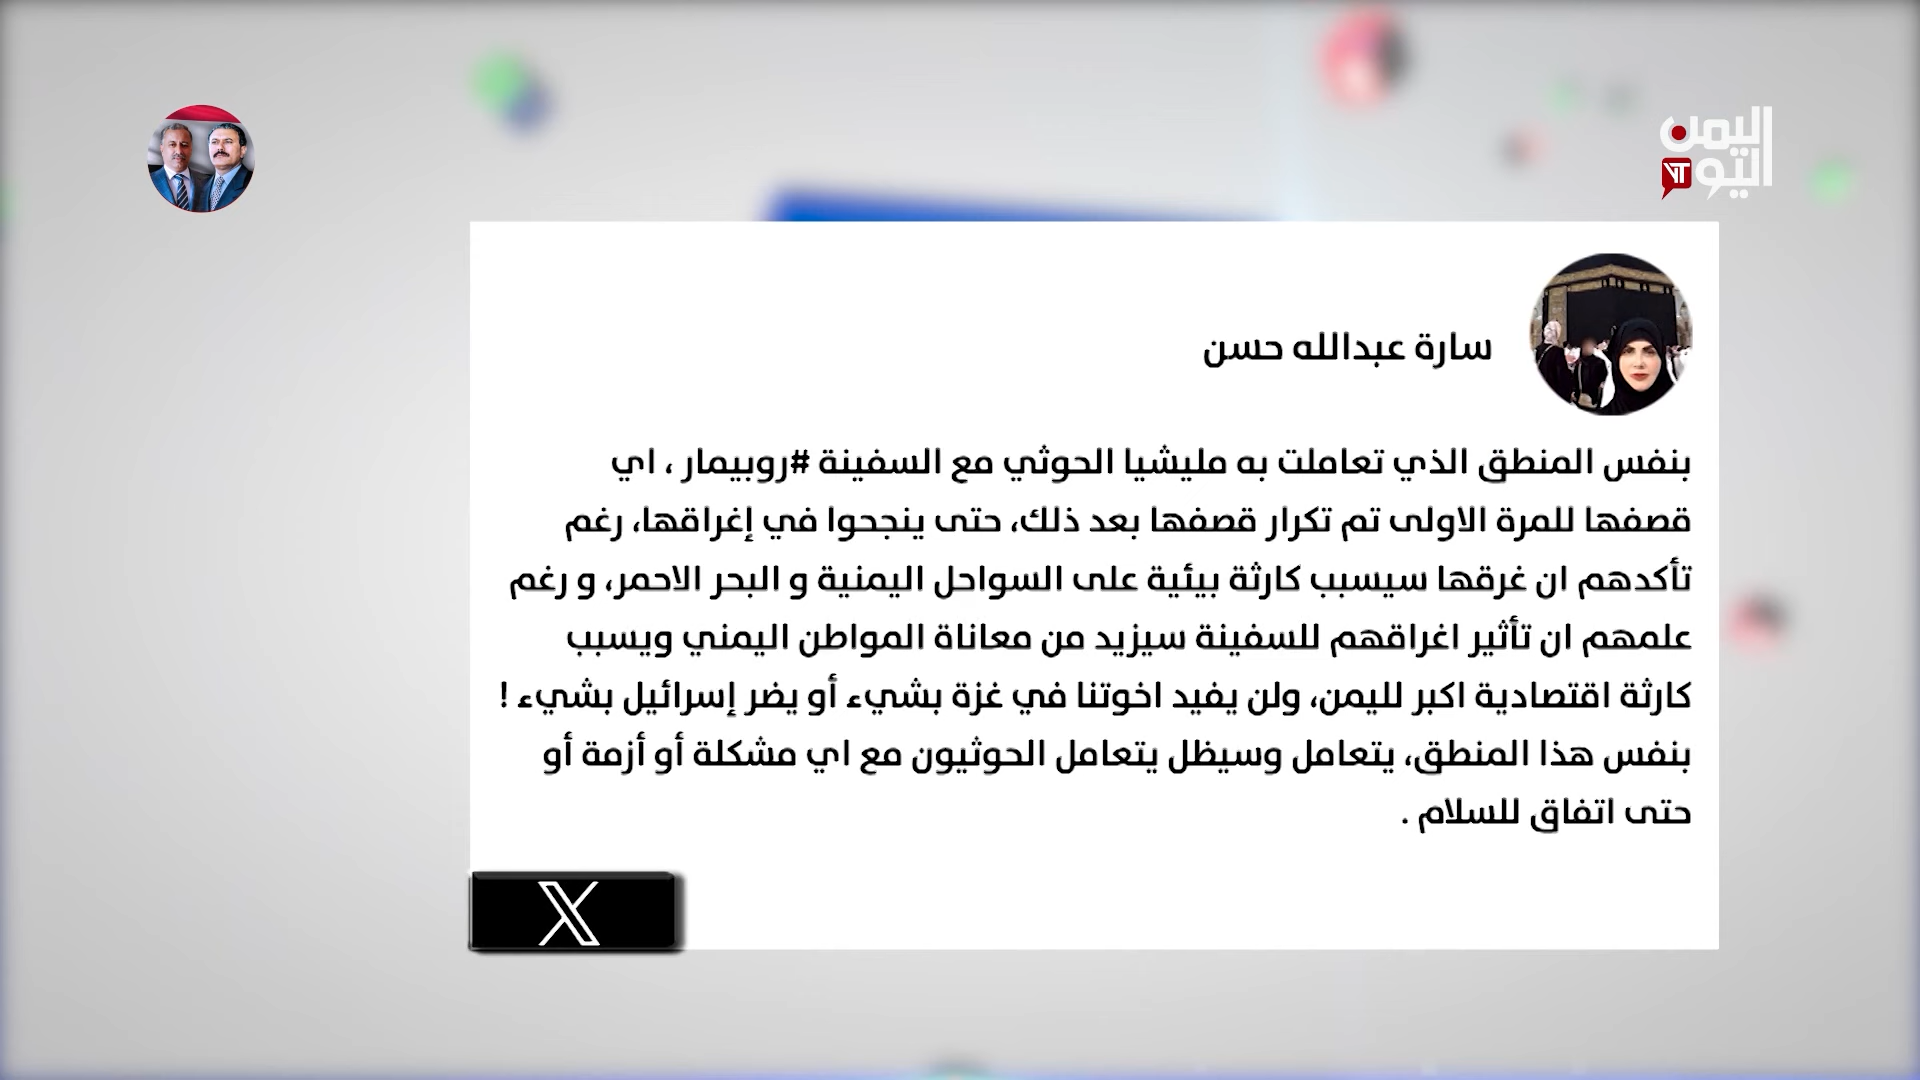 اليمن
اليوم
YT
سارة عبدالله حسن
بنفس المنطق الذي تعاملت به مليشيا الحوثي مع السفينة #روبيمار ، اي
قصفها للمرة الاولى تم تكرار قصفها بعد ذلك، حتى ينجحوا في إغراقها، رغم
تأكدهم ان غرقها سيسبب كارثة بيئية على السواحل اليمنية و البحر الاحمر، و رغم
علمهم ان تأثير اغراقهم للسفينة سيزيد من معاناة المواطن اليمني ويسبب
كارثة اقتصادية اكبر لليمن، ولن يفيد اخوتنا في غزة بشيء أو يضر إسرائيل بشيء !
بنفس هذا المنطق، يتعامل وسيظل يتعامل الحوثيون مع اي مشكلة أو أزمة أو
حتى اتفاق للسلام .
X